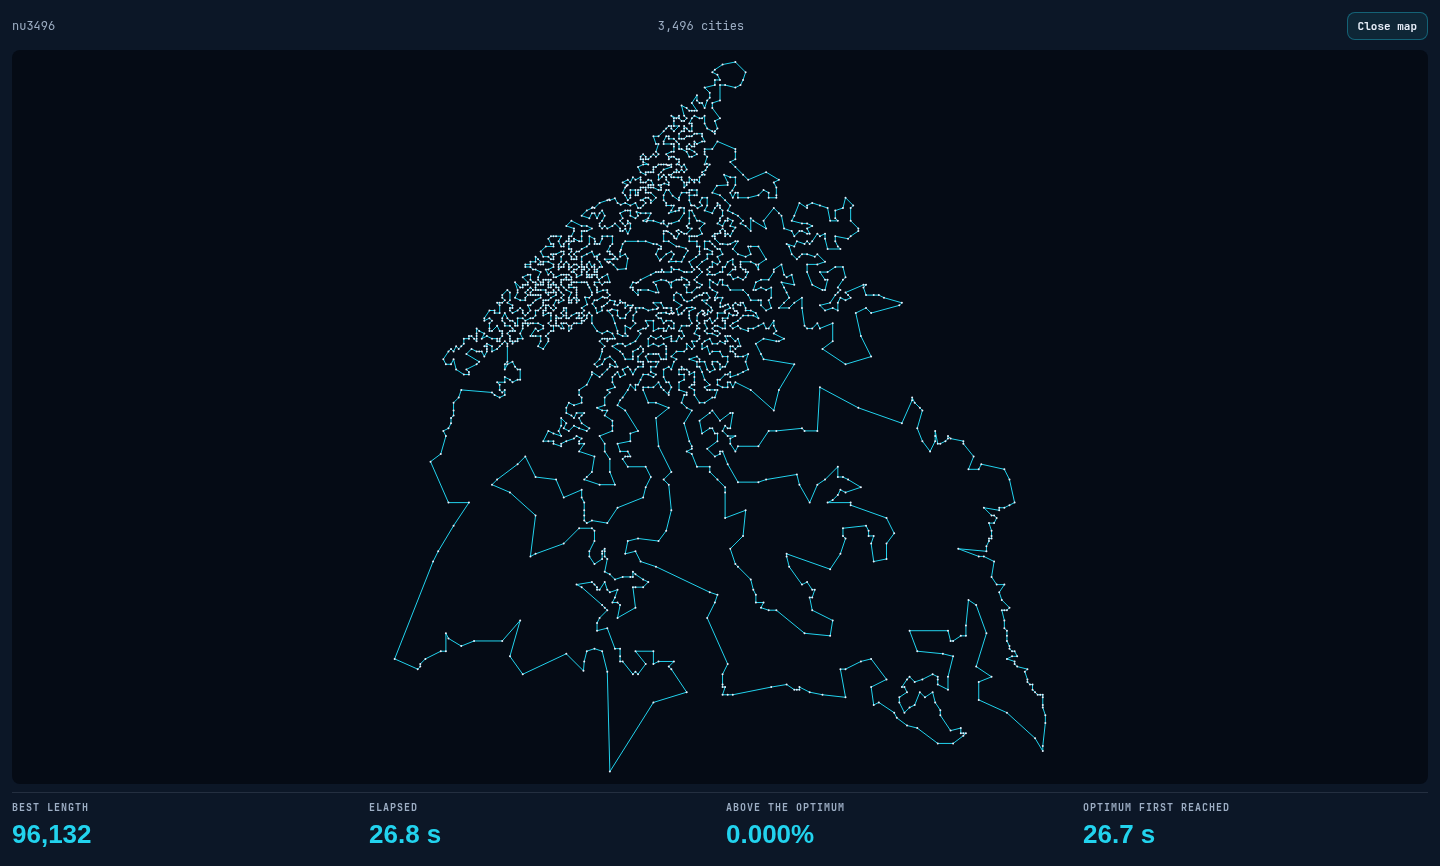 nu3496
3,496 cities
Close map
BEST LENGTH
96,132
ELAPSED
26.8 s
ABOVE THE OPTIMUM
0.000%
OPTIMUM FIRST REACHED
26.7 s